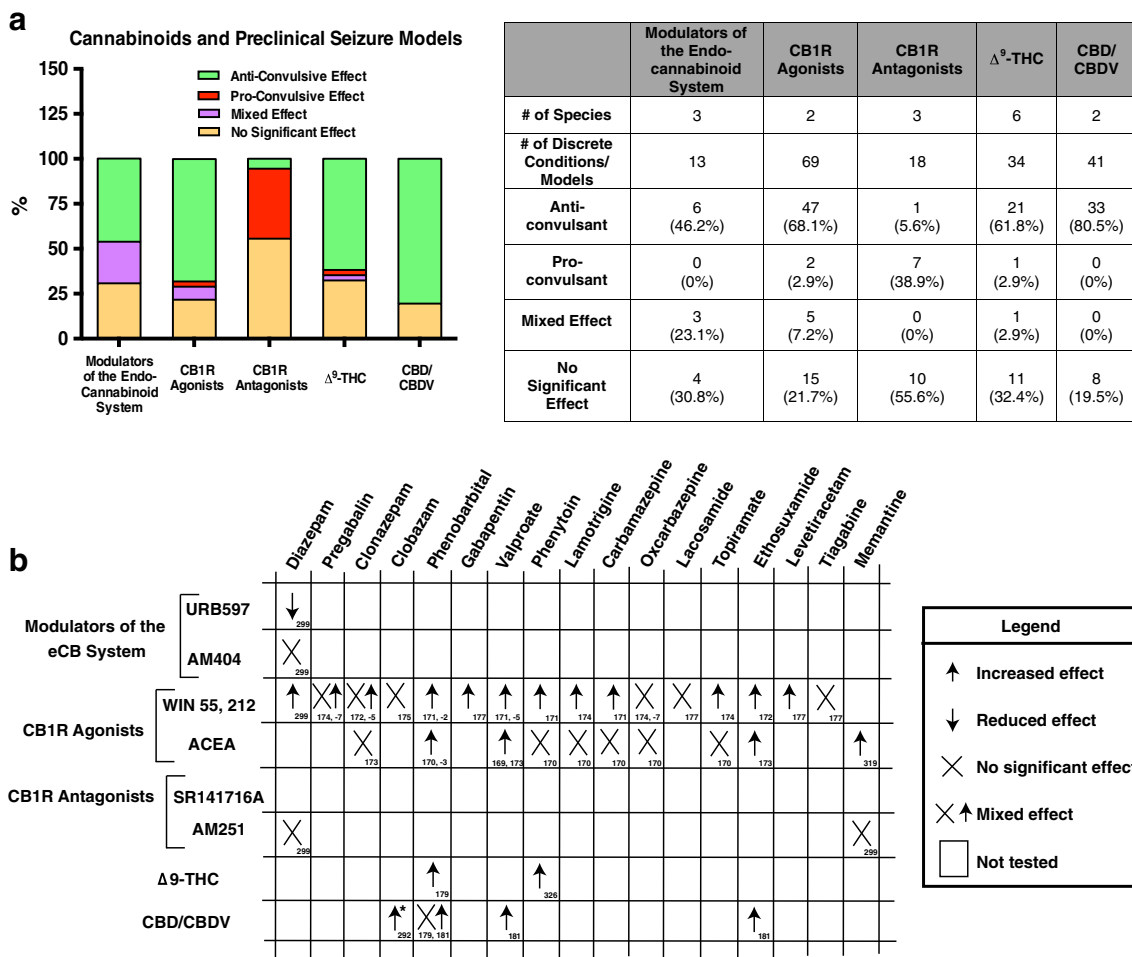 a
Cannabinoids and Preclinical Seizure Models
150
125
100
75
50
25
0
%
Anti-Convulsive Effect
Pro-Convulsive Effect
Mixed Effect
No Significant Effect
Modulators
of the Endo-
Cannabinoid
System
CB1R
Agonists
CB1R
Antagonists
Δ9-THC
CBD/
CBDV
Modulators of
the Endo-
cannabinoid
System
CB1R
Agonists
CB1R
Antagonists
Δ9-THC
CBD/
CBDV
# of Species 3 2 3 6 2
# of Discrete
Conditions/
Models
13 69 18 34 41
Anti-
convulsant
6 47 1 21 33
(46.2%) (68.1%) (5.6%) (61.8%) (80.5%)
Pro-
convulsant
0 2 7 1 0
(0%) (2.9%) (38.9%) (2.9%) (0%)
Mixed Effect
3 5 0 1 0
(23.1%) (7.2%) (0%) (2.9%) (0%)
No
Significant
Effect
4 15 10 11 8
(30.8%) (21.7%) (55.6%) (32.4%) (19.5%)
b
Diazepam
Pregabalin
Clonazepam
Clobazam
Phenobarbital
Gabapentin
Valproate
Phenytoin
Lamotrigine
Carbamazepine
Oxcarbazepine
Lacosamide
Topiramate
Ethosuxamide
Levetiracetam
Tiagabine
Memantine
Modulators of the
eCB System
URB597
299
AM404
299
CB1R Agonists
WIN 55, 212
299 174, -7 172, -5 175 171, -2 177 171, -5 171 174 171 174, -7 177 174 172 177 177
ACEA
173 170, -3 169, 173 170 170 170 170 170 173 319
CB1R Antagonists
SR141716A
AM251
299 299
Δ9-THC
179 326
CBD/CBDV
* 292 179, 181 181 181
Legend
Increased effect
Reduced effect
No significant effect
Mixed effect
Not tested